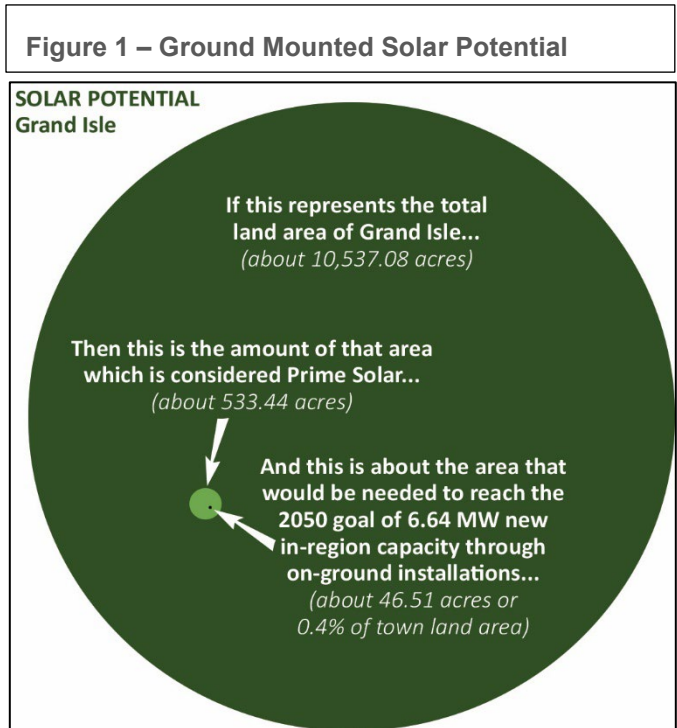 Figure 1 – Ground Mounted Solar Potential
SOLAR POTENTIAL
Grand Isle
If this represents the total
land area of Grand Isle...
(about 10,537.08 acres)
Then this is the amount of that area
which is considered Prime Solar...
(about 533.44 acres)
And this is about the area that
would be needed to reach the
2050 goal of 6.64 MW new
in-region capacity through
on-ground installations...
(about 46.51 acres or
0.4% of town land area)